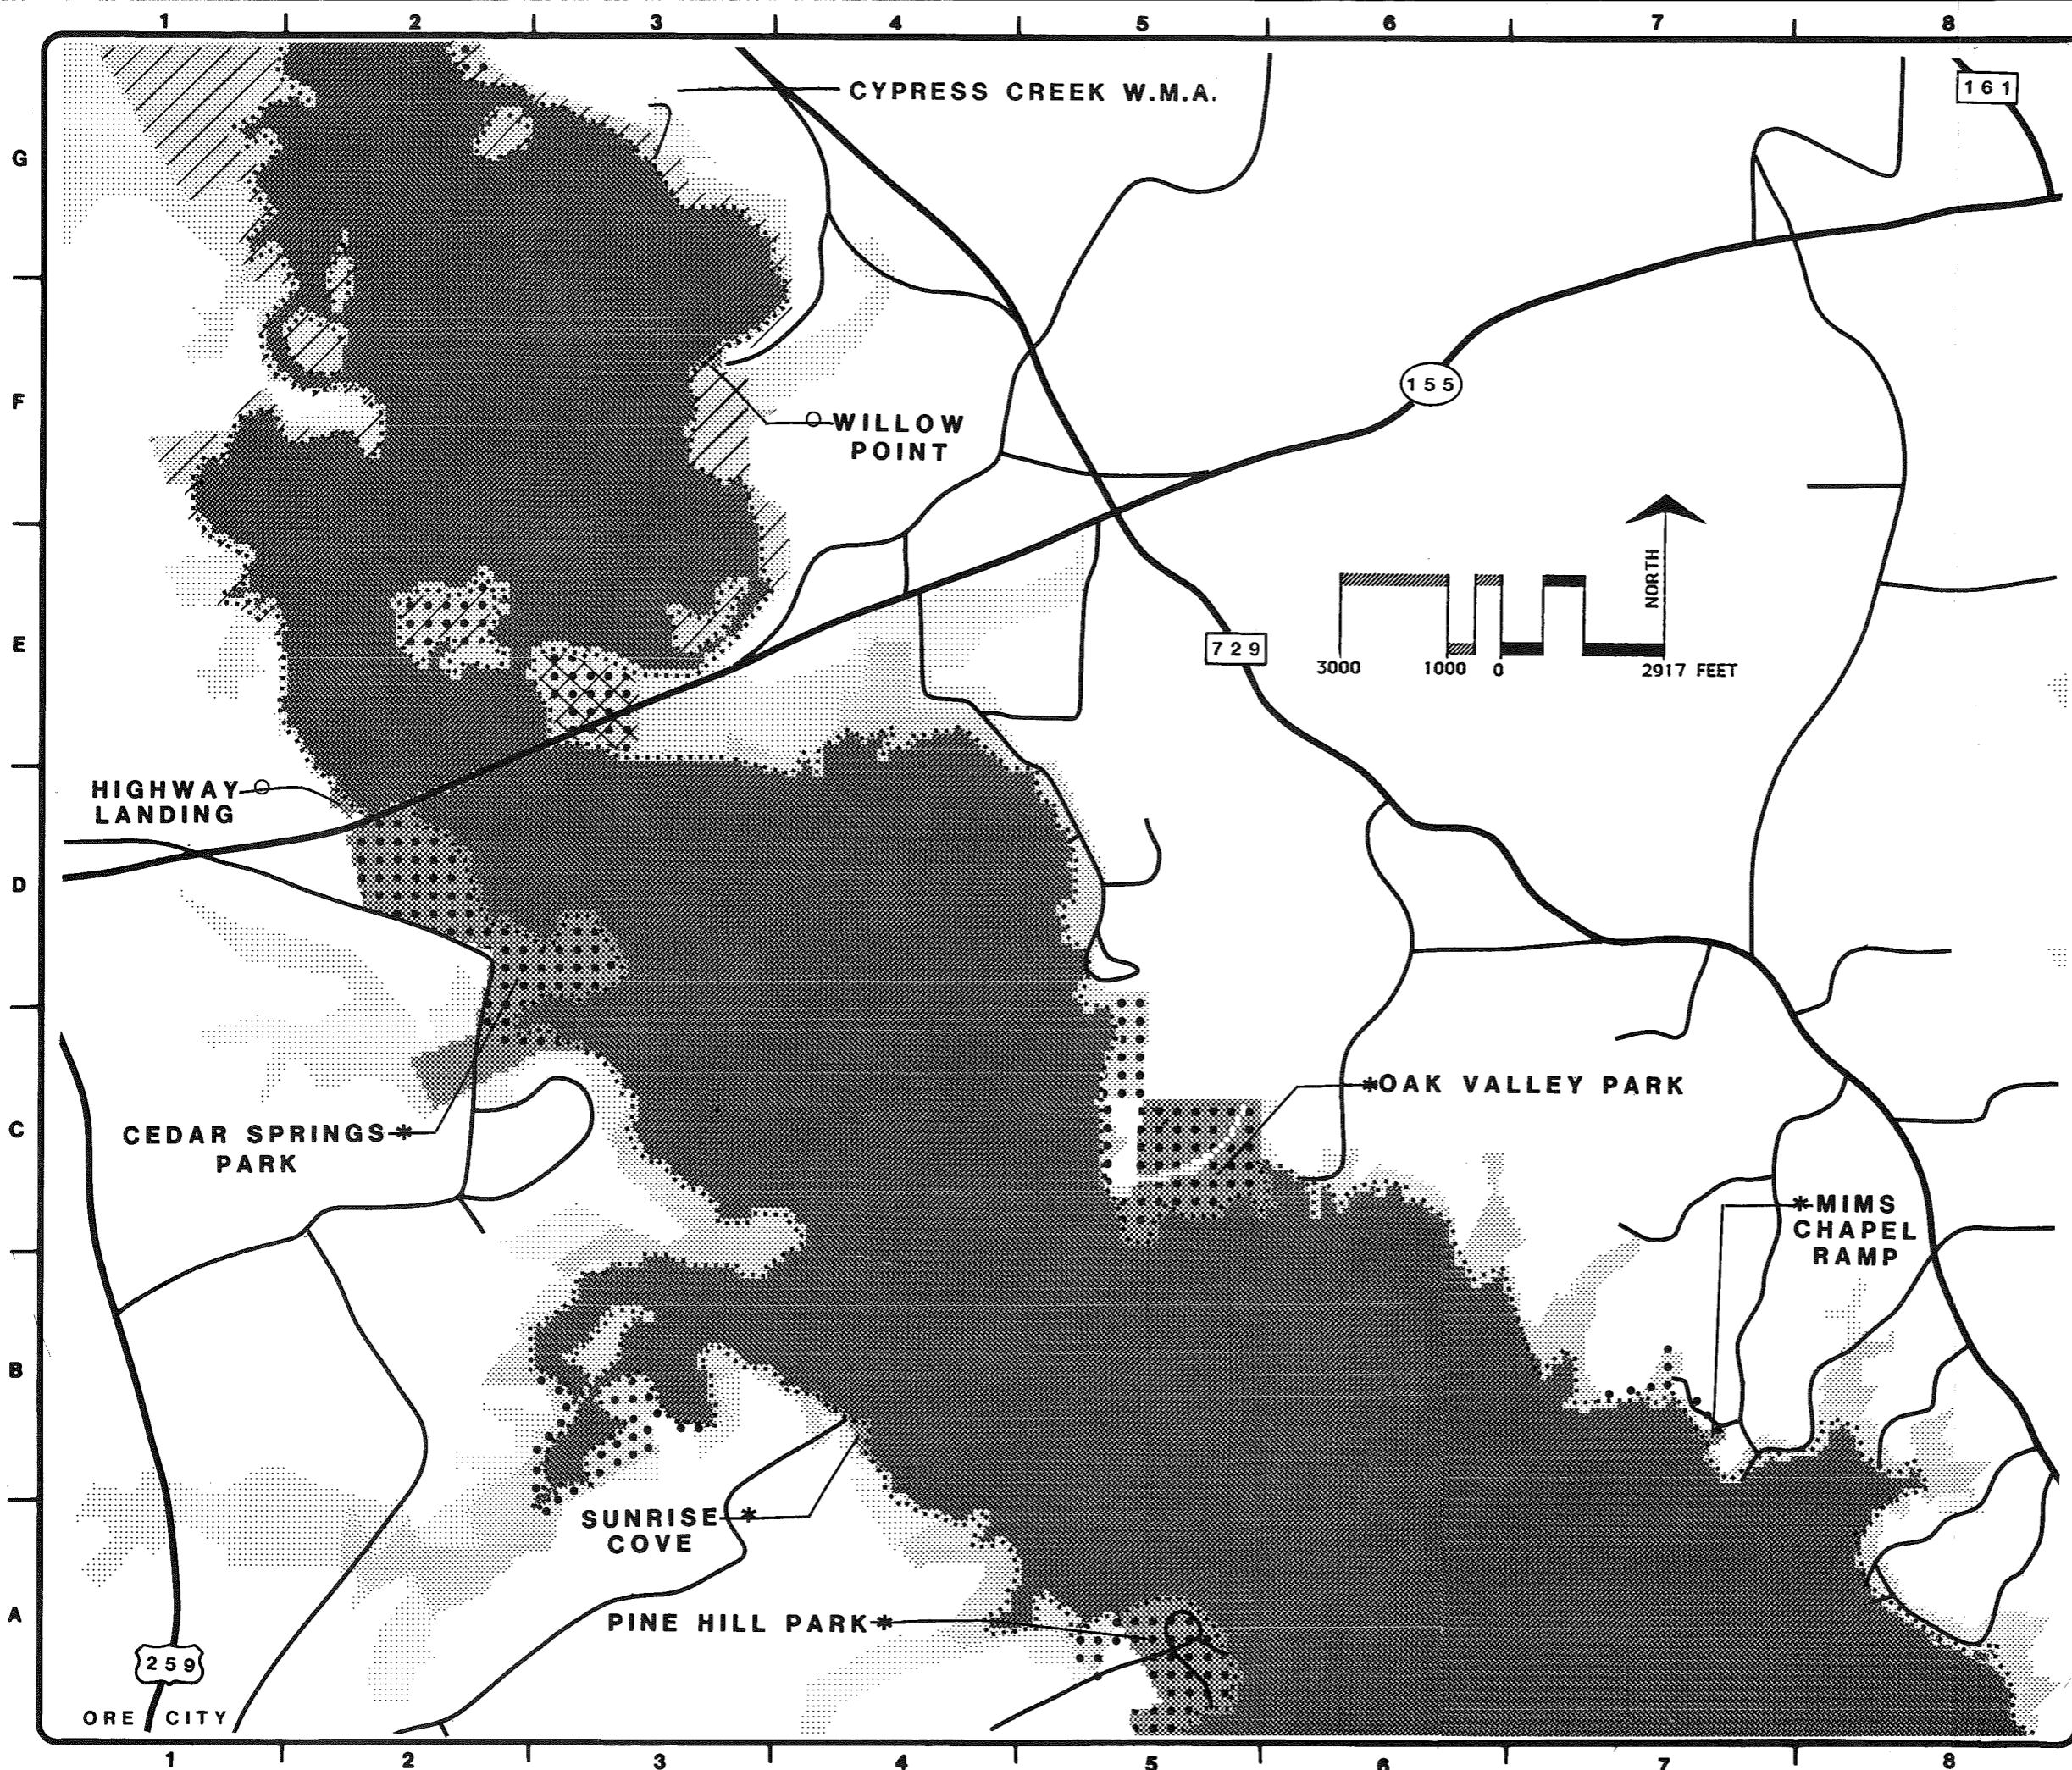 1 2 3 4 5 6 7 8
161
CYPRESS CREEK W.M.A.
G
155
F
WILLOW
POINT
NORTH
E
729
3000 1000 0 2917 FEET
HIGHWAY
LANDING
D
*OAK VALLEY PARK
C
CEDAR SPRINGS*
PARK
*MIMS
CHAPEL
RAMP
B
SUNRISE *
COVE
A
PINE HILL PARK*
259
ORE CITY
1 2 3 4 5 6 7 8